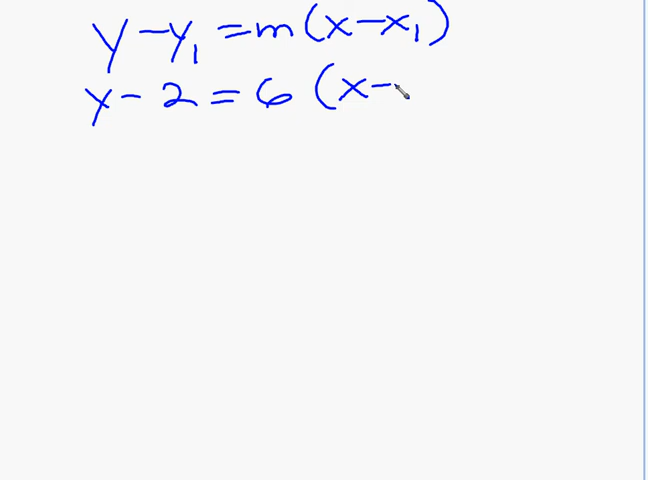 y - y₁ = m(x - x₁)
y - 2 = 6 (x -